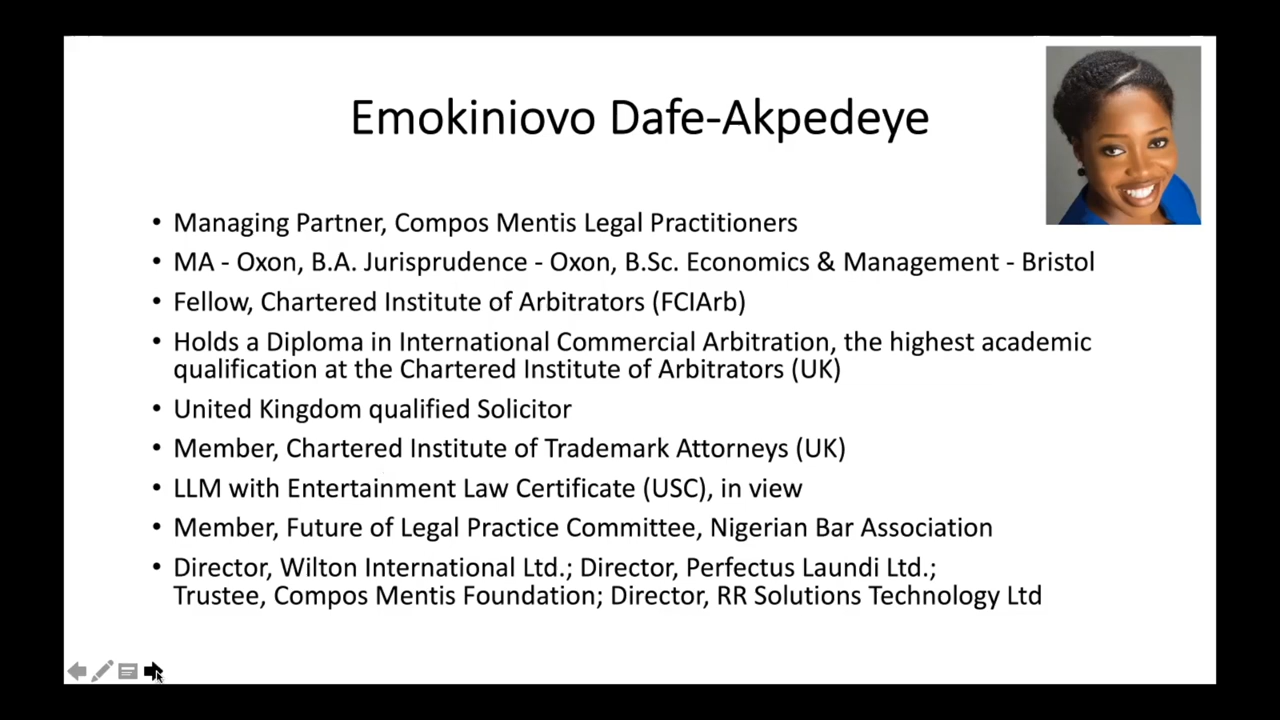 Emokiniovo Dafe-Akpedeye
• Managing Partner, Compos Mentis Legal Practitioners
• MA - Oxon, B.A. Jurisprudence - Oxon, B.Sc. Economics & Management - Bristol
• Fellow, Chartered Institute of Arbitrators (FCIArb)
• Holds a Diploma in International Commercial Arbitration, the highest academic
qualification at the Chartered Institute of Arbitrators (UK)
• United Kingdom qualified Solicitor
• Member, Chartered Institute of Trademark Attorneys (UK)
• LLM with Entertainment Law Certificate (USC), in view
• Member, Future of Legal Practice Committee, Nigerian Bar Association
• Director, Wilton International Ltd.; Director, Perfectus Laundi Ltd.;
Trustee, Compos Mentis Foundation; Director, RR Solutions Technology Ltd